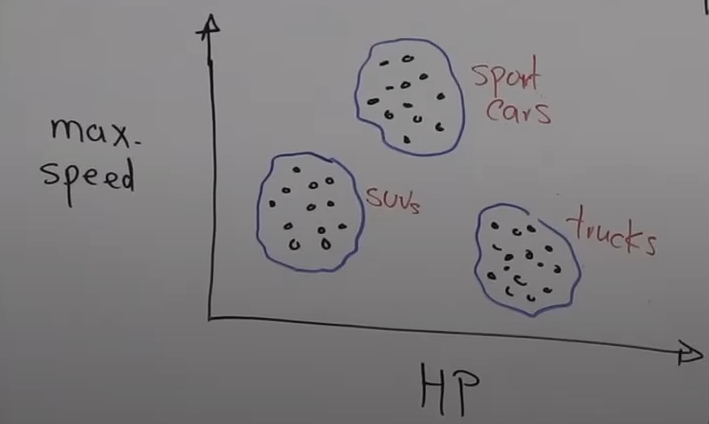 max.
speed
sport
cars
SUVs
trucks
HP